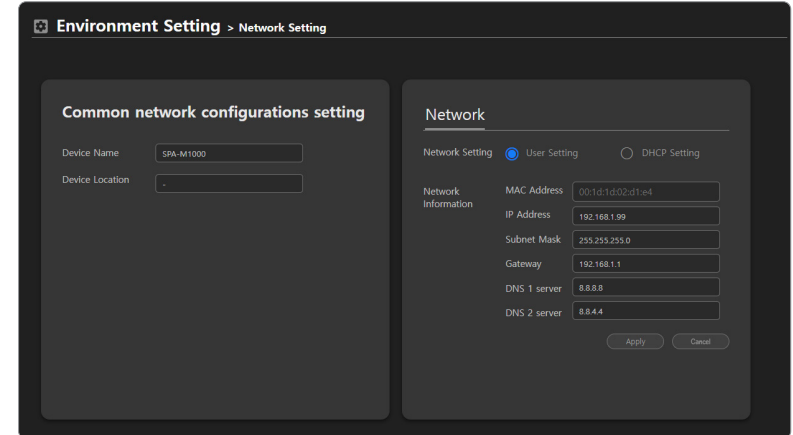 Environment Setting > Network Setting
Common network configurations setting
Device Name SPA-M1000
Device Location -
Network
Network Setting User Setting DHCP Setting
Network Information
MAC Address 00:1d:1d:02:d1:e4
IP Address 192.168.1.99
Subnet Mask 255.255.255.0
Gateway 192.168.1.1
DNS 1 server 8.8.8.8
DNS 2 server 8.8.4.4
Apply Cancel